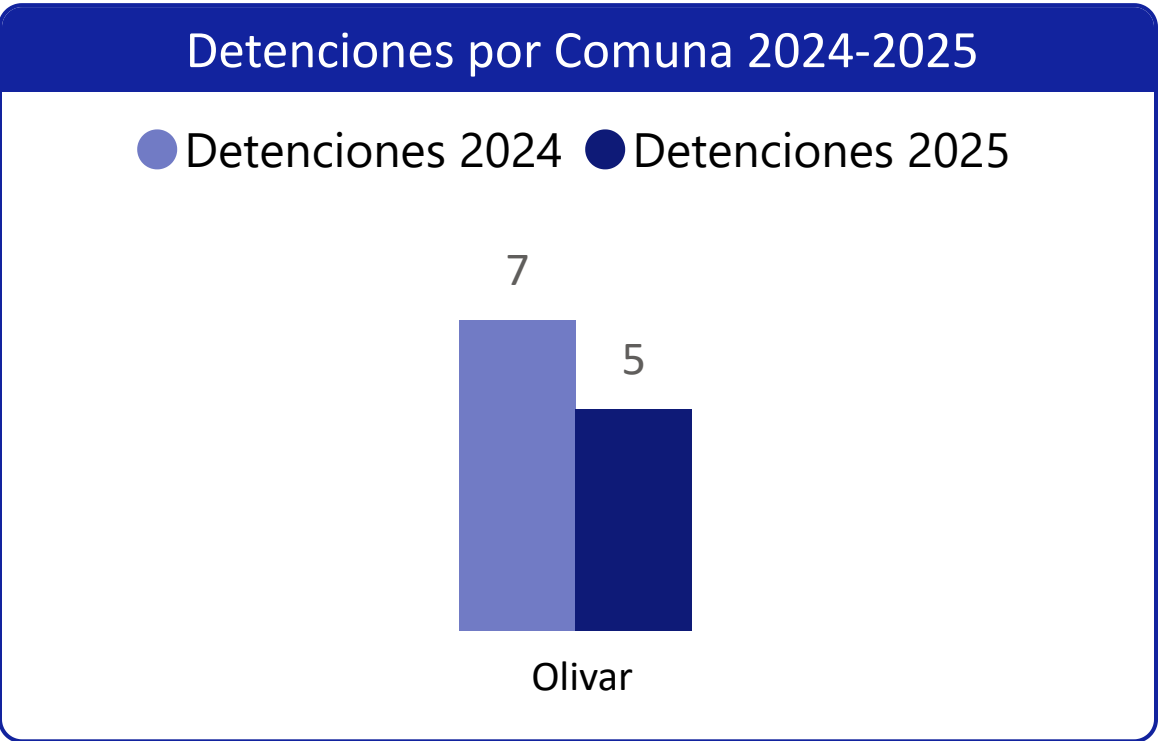 Detenciones por Comuna 2024-2025
Detenciones 2024 Detenciones 2025
7
5
Olivar